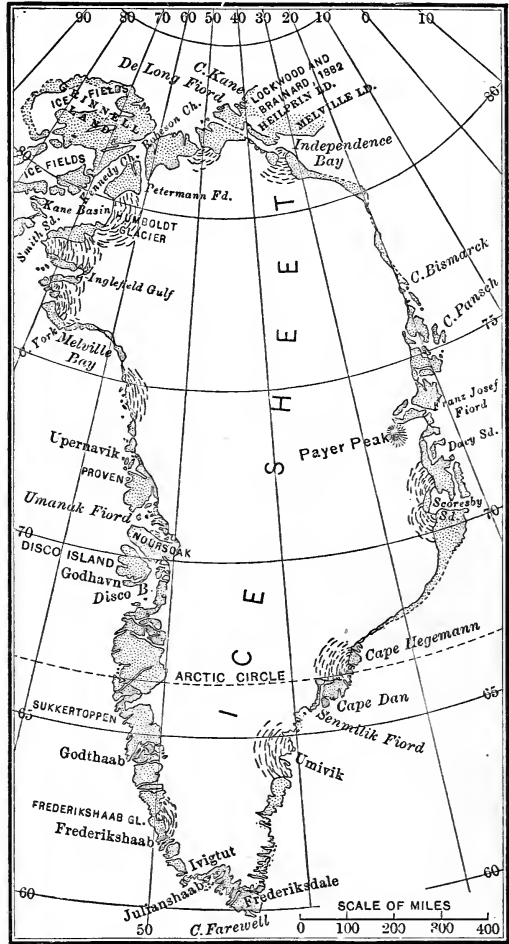 90
80
70
60
50
40
30
20
10
0
10
De Long Fiord
C. Kane
LOCKWOOD AND
BRAINARD, 1882
HEILPRIN LD.
MELVILLE LD.
80
ICE FIELDS
GRINNELL
LAND
Robeson Ch.
Independence
Bay
80
ICE FIELDS
Kennedy Ch.
Petermann Fd.
Kane Basin
HUMBOLDT
GLACIER
Smith Sd.
C. Bismarck
Inglefield Gulf
C. Pansch
75
C. York
Melville
Bay
ICE SHEET
Franz Josef
Fiord
Payer Peak
Davy Sd.
Upernavik
PROVEN
Scoresby
Sd.
Umanak Fiord
70
70
NOURSOAK
DISCO ISLAND
Godhavn
Disco B.
Cape Hegemann
ARCTIC CIRCLE
65
Cape Dan
SUKKERTOPPEN
Senmilik Fiord
65
Godthaab
Umivik
FREDERIKSHAAB GL.
Frederikshaab
Ivigtut
60
Julianshaab
Frederiksdale
60
50
C. Farewell
SCALE OF MILES
0 100 200 300 400